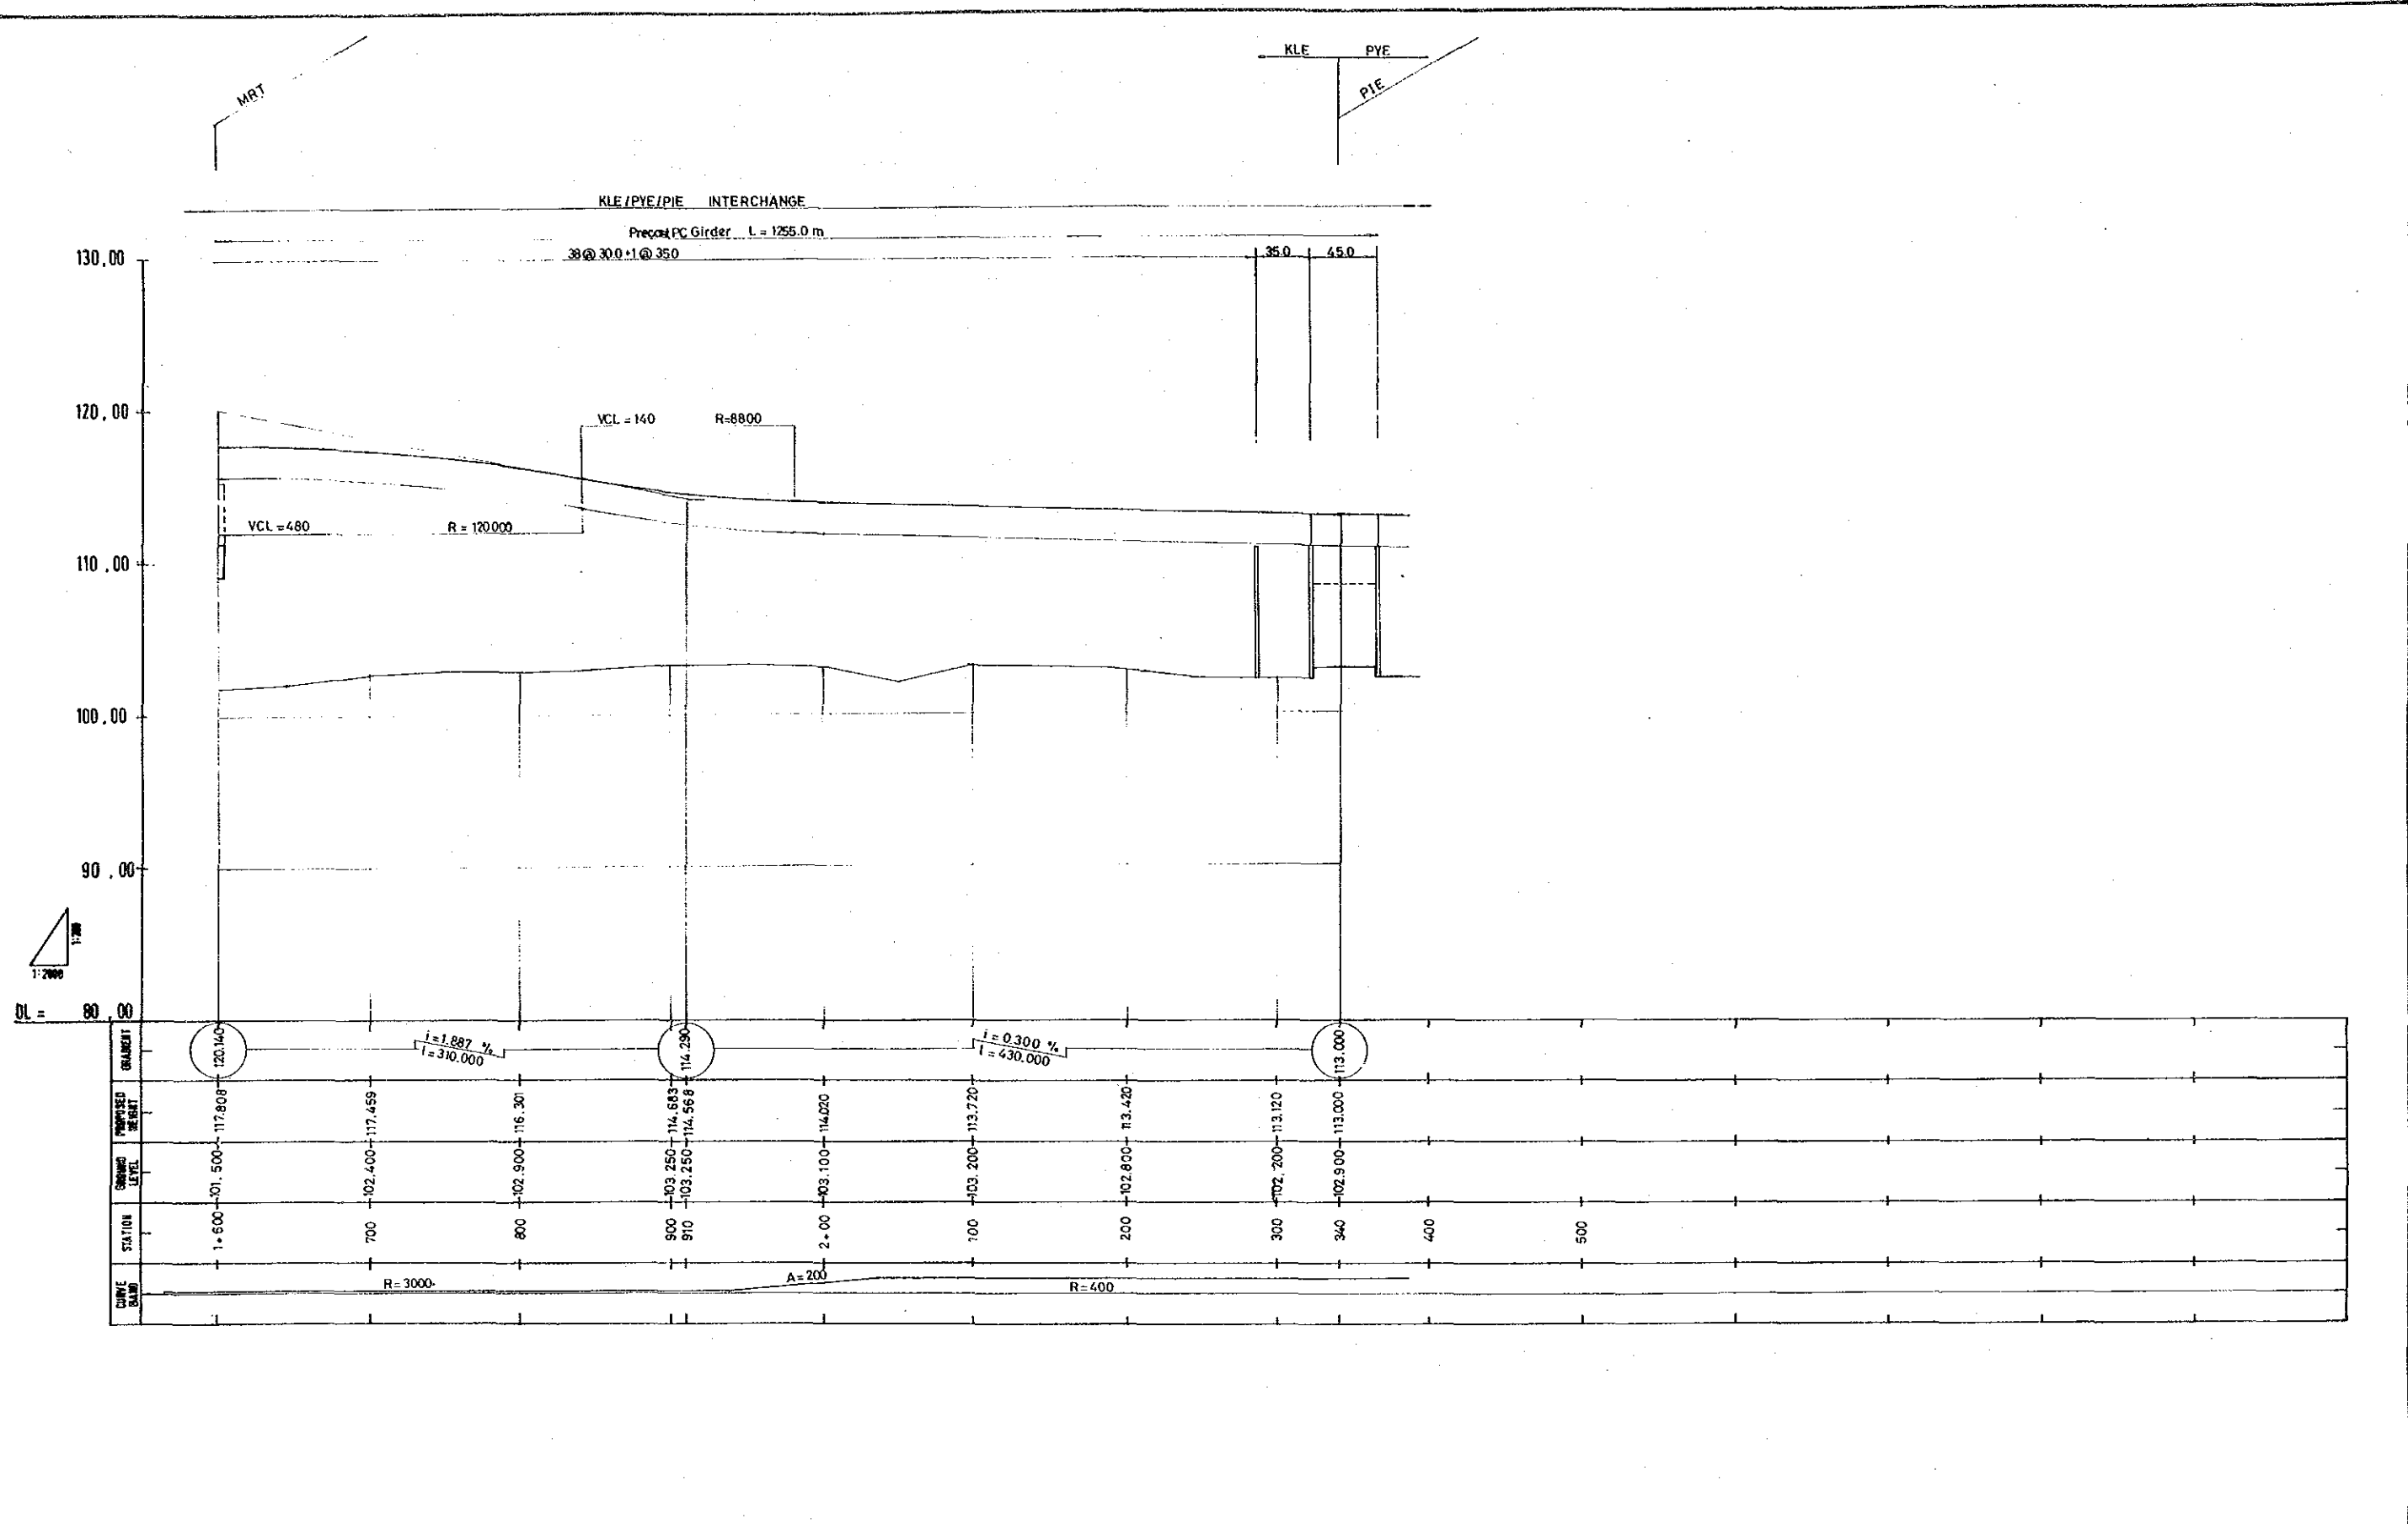 KLE PYE
PIE
MRT
KLE/PYE/PIE INTERCHANGE
Precast PC Girder L = 1255.0 m
38@30.0+1@350 35.0 45.0
130.00
120.00
VCL = 140 R=8800
VCL = 480 R = 120000
110.00
100.00
90.00
1:200
1:2000
DL = 80.00
GRADIENT 120.140 i = 1.887 % 114.290 i = 0.300 % 113.000
l = 310.000 l = 430.000
PROPOSED HEIGHT 117.808 117.459 116.301 114.683 114.568 114.020 113.720 113.420 113.120 113.000
GROUND LEVEL 101.500 102.400 102.900 103.250 103.250 103.100 103.200 102.800 102.200 102.900
STATION 1+600 700 800 900 910 2+00 100 200 300 340 400 500
CURVE BAND R=3000 A=200 R=400